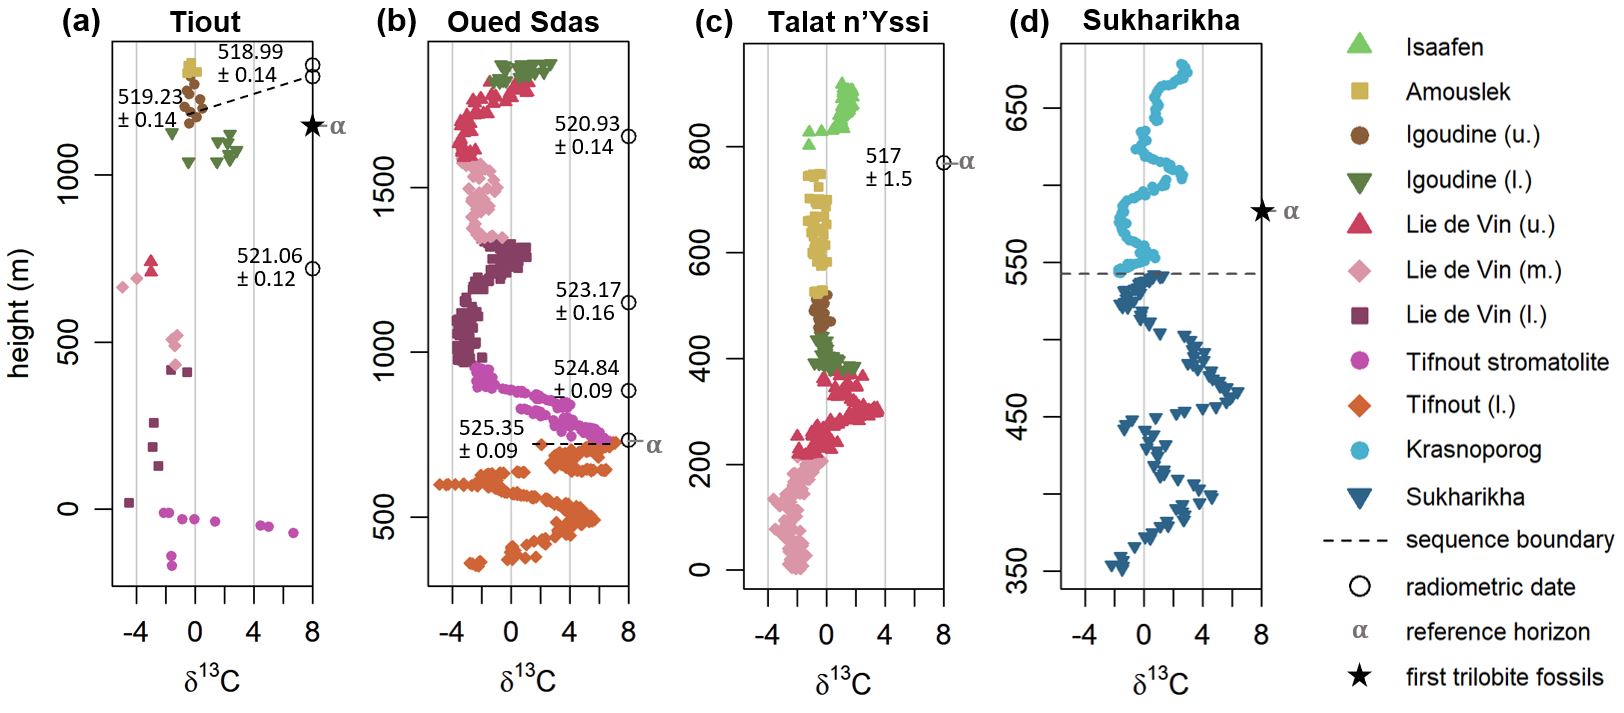 (a) Tiout
(b) Oued Sdas
(c) Talat n’Yssi
(d) Sukharikha
height (m)
0
500
1000
518.99
± 0.14
519.23
± 0.14
α
521.06
± 0.12
-4 0 4 8
δ13C
500
1000
1500
520.93
± 0.14
523.17
± 0.16
524.84
± 0.09
525.35
± 0.09
α
-4 0 4 8
δ13C
0
200
400
600
800
517
± 1.5
α
-4 0 4 8
δ13C
350
450
550
650
α
-4 0 4 8
δ13C
Isaafen
Amouslek
Igoudine (u.)
Igoudine (l.)
Lie de Vin (u.)
Lie de Vin (m.)
Lie de Vin (l.)
Tifnout stromatolite
Tifnout (l.)
Krasnoporog
Sukharikha
sequence boundary
radiometric date
α reference horizon
first trilobite fossils